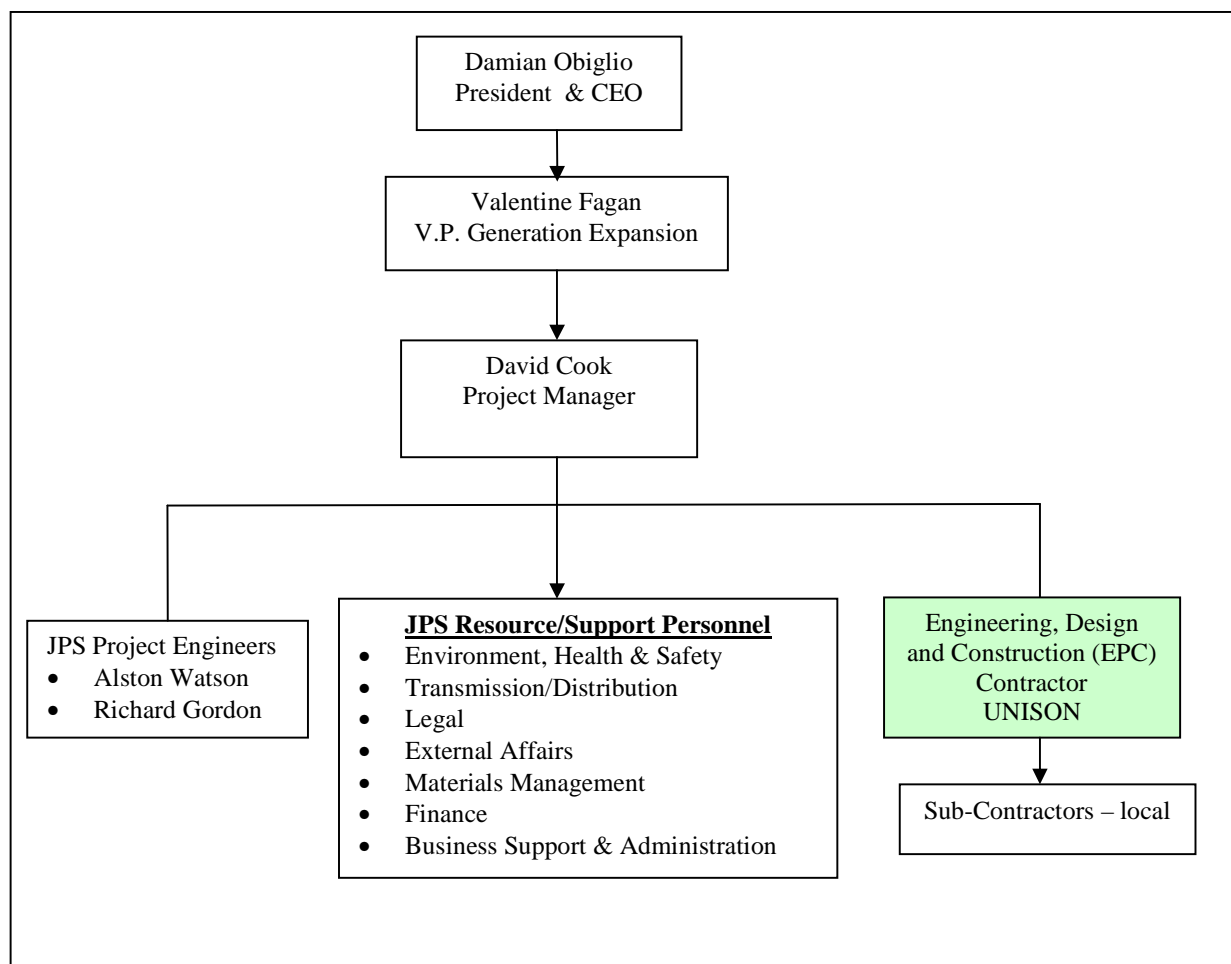 Damian Obiglio
President & CEO
Valentine Fagan
V.P. Generation Expansion
David Cook
Project Manager
JPS Project Engineers
• Alston Watson
• Richard Gordon
JPS Resource/Support Personnel
• Environment, Health & Safety
• Transmission/Distribution
• Legal
• External Affairs
• Materials Management
• Finance
• Business Support & Administration
Engineering, Design
and Construction (EPC)
Contractor
UNISON
Sub-Contractors – local